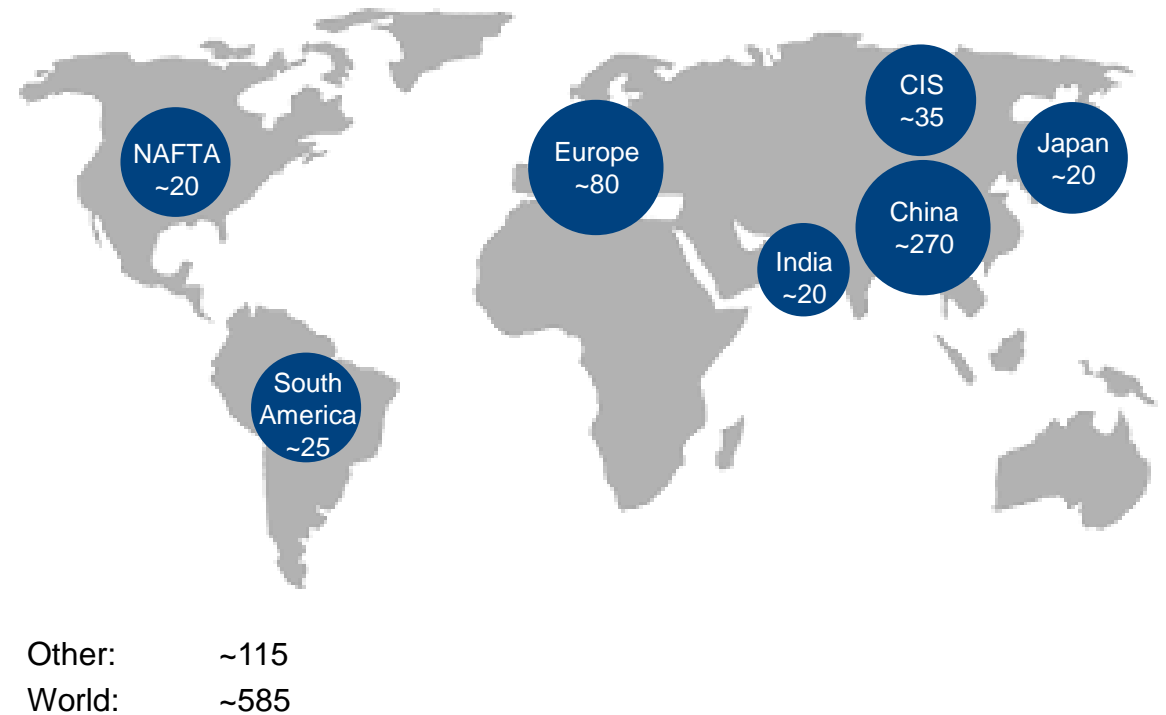 CIS
~35
NAFTA
~20
Europe
~80
Japan
~20
China
~270
India
~20
South
America
~25
Other: ~115
World: ~585